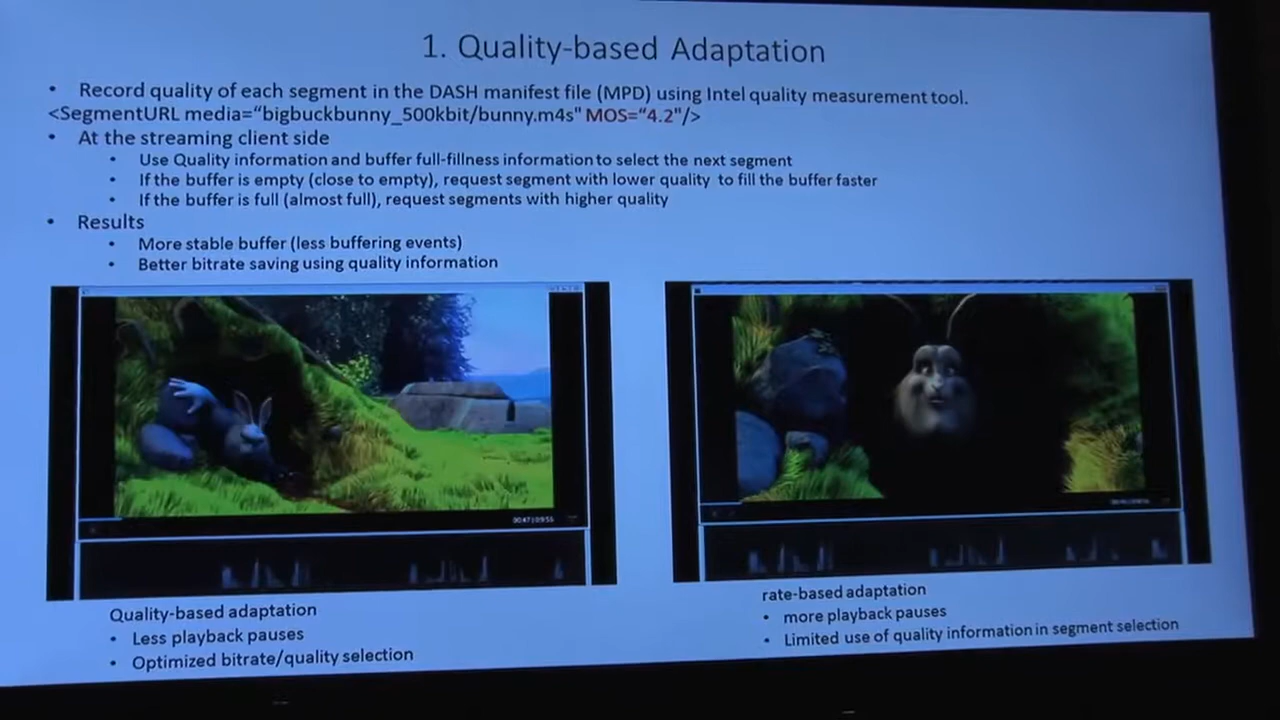 1. Quality-based Adaptation
• Record quality of each segment in the DASH manifest file (MPD) using Intel quality measurement tool.
<SegmentURL media=“bigbuckbunny_500kbit/bunny.m4s" MOS=“4.2"/>
• At the streaming client side
• Use Quality information and buffer full-fillness information to select the next segment
• If the buffer is empty (close to empty), request segment with lower quality to fill the buffer faster
• If the buffer is full (almost full), request segments with higher quality
• Results
• More stable buffer (less buffering events)
• Better bitrate saving using quality information
00:47 | 09:56
Quality-based adaptation
• Less playback pauses
• Optimized bitrate/quality selection
rate-based adaptation
• more playback pauses
• Limited use of quality information in segment selection